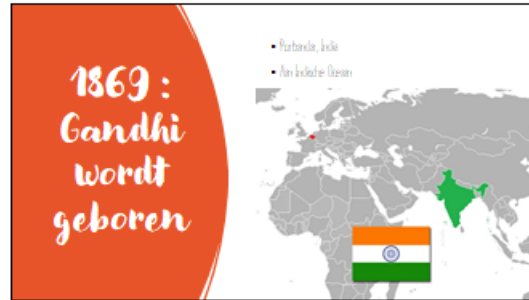 1869 :
Gandhi
wordt
geboren
Porbandar, India
Aan Indische Oceaan